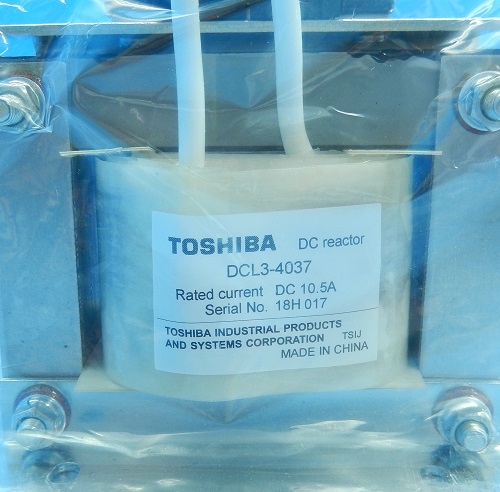 TOSHIBA DC reactor
DCL3-4037
Rated current DC 10.5A
Serial No. 18H 017
TOSHIBA INDUSTRIAL PRODUCTS
AND SYSTEMS CORPORATION TSIJ
MADE IN CHINA